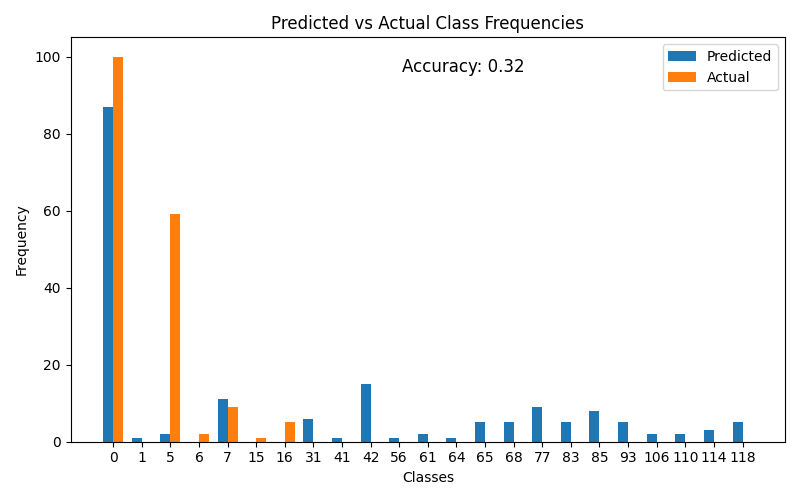 Predicted vs Actual Class Frequencies
Accuracy: 0.32
Predicted
Actual
Frequency
100
80
60
40
20
0
0 1 5 6 7 15 16 31 41 42 56 61 64 65 68 77 83 85 93 106 110 114 118
Classes